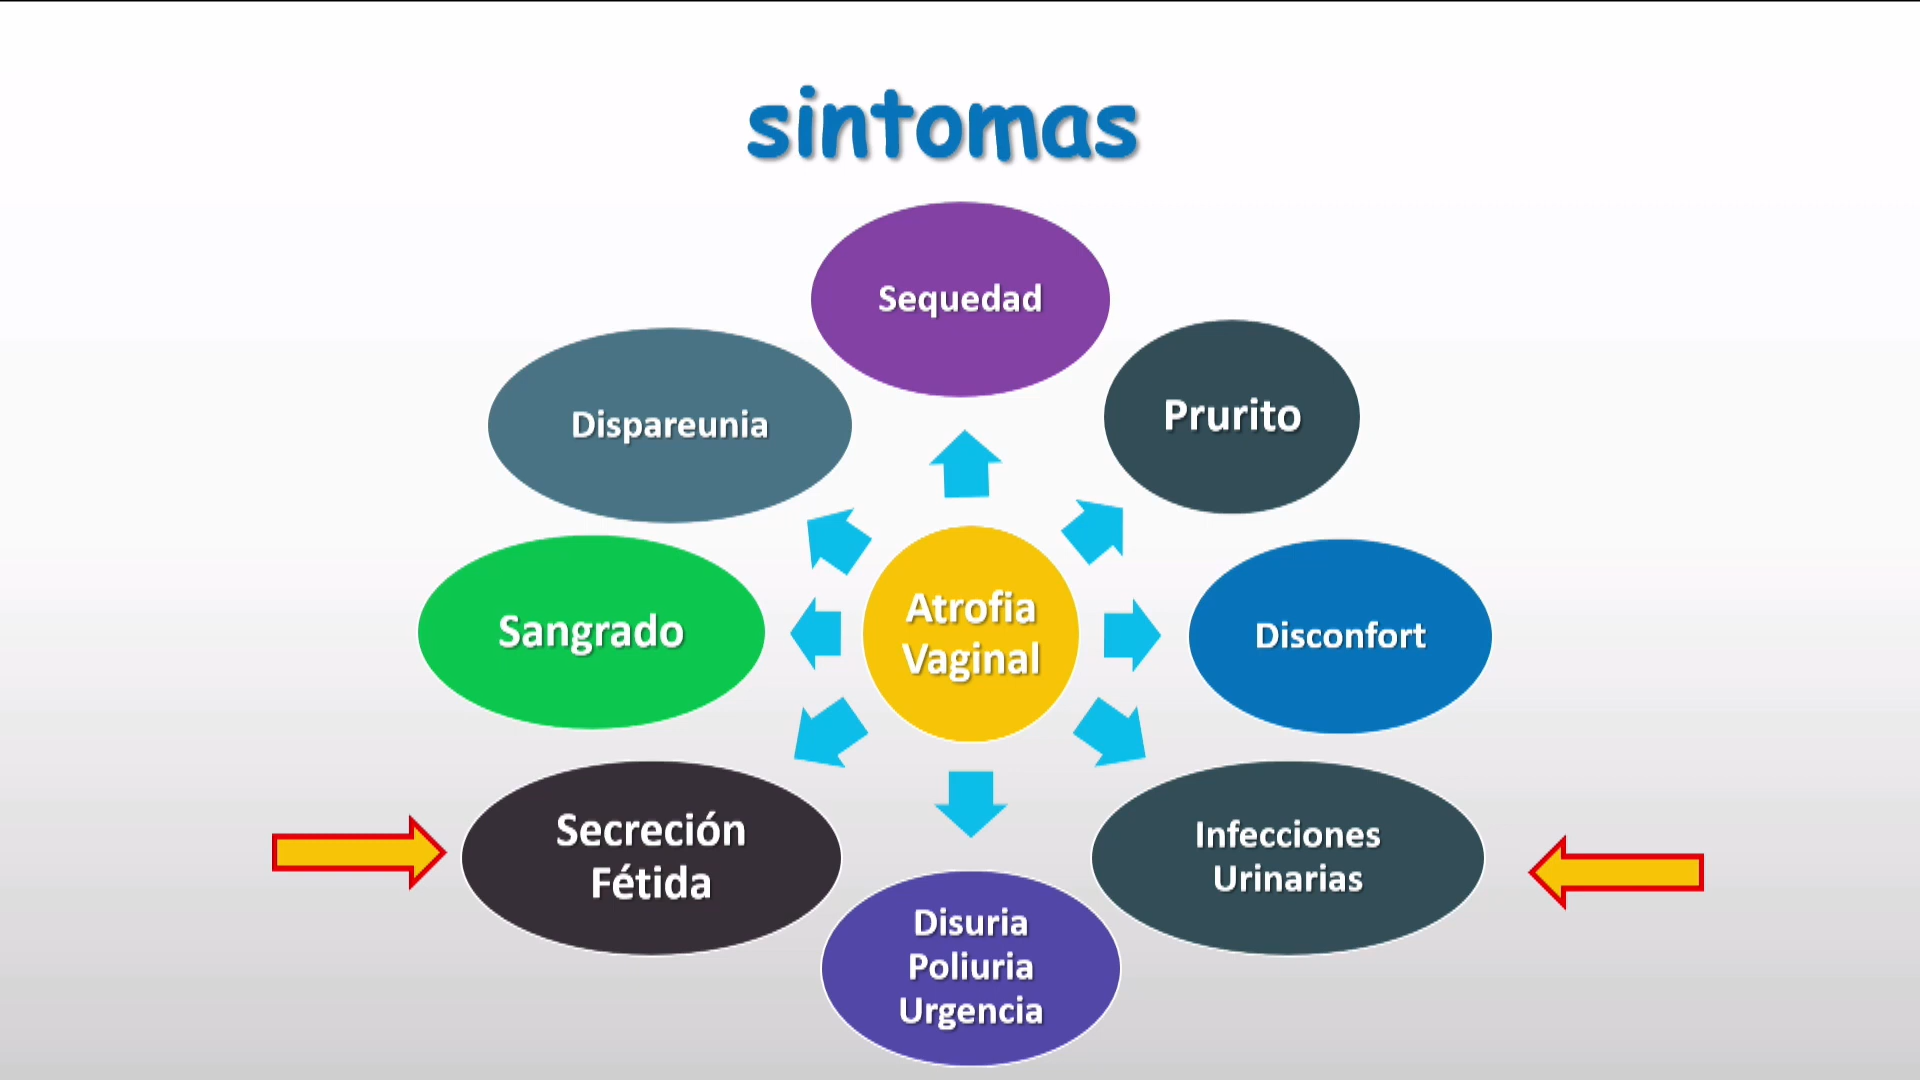 sintomas
Sequedad
Prurito
Dispareunia
Atrofia
Vaginal
Sangrado
Disconfort
Secreción
Fétida
Infecciones
Urinarias
Disuria
Poliuria
Urgencia